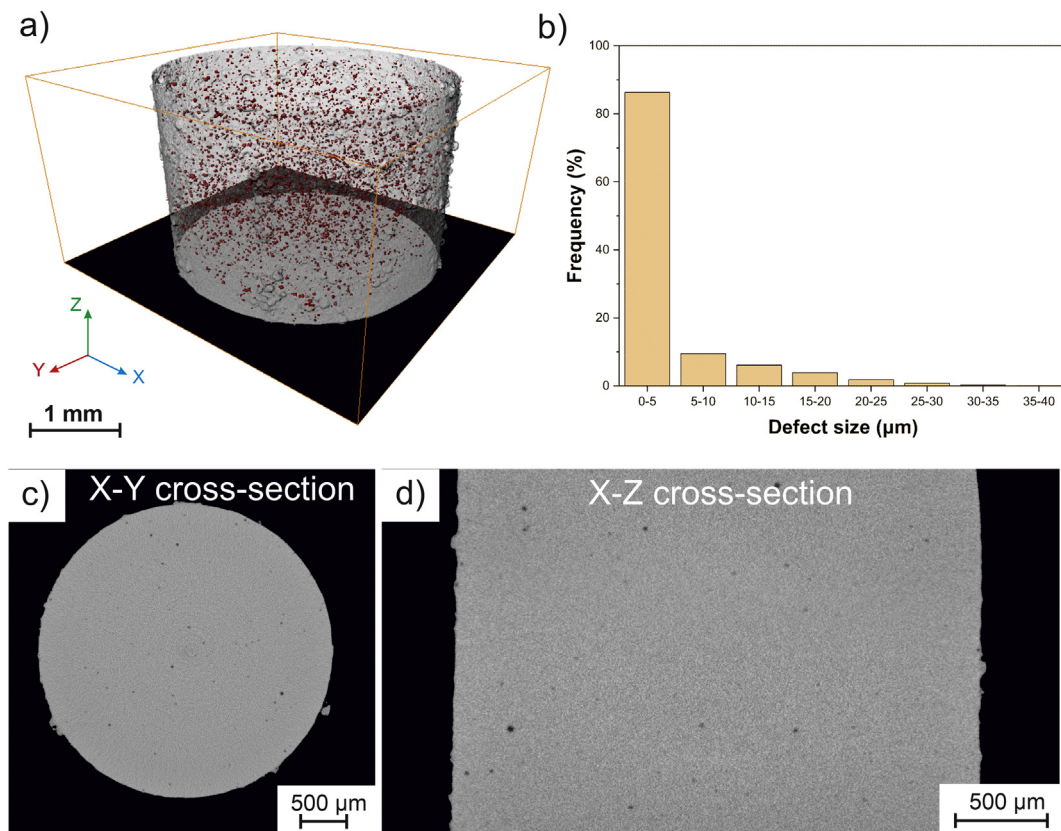 a)
Z
Y
X
1 mm
b)
100
80
60
40
20
0
Frequency (%)
0-5 5-10 10-15 15-20 20-25 25-30 30-35 35-40
Defect size (µm)
c)
X-Y cross-section
500 µm
d)
X-Z cross-section
500 µm